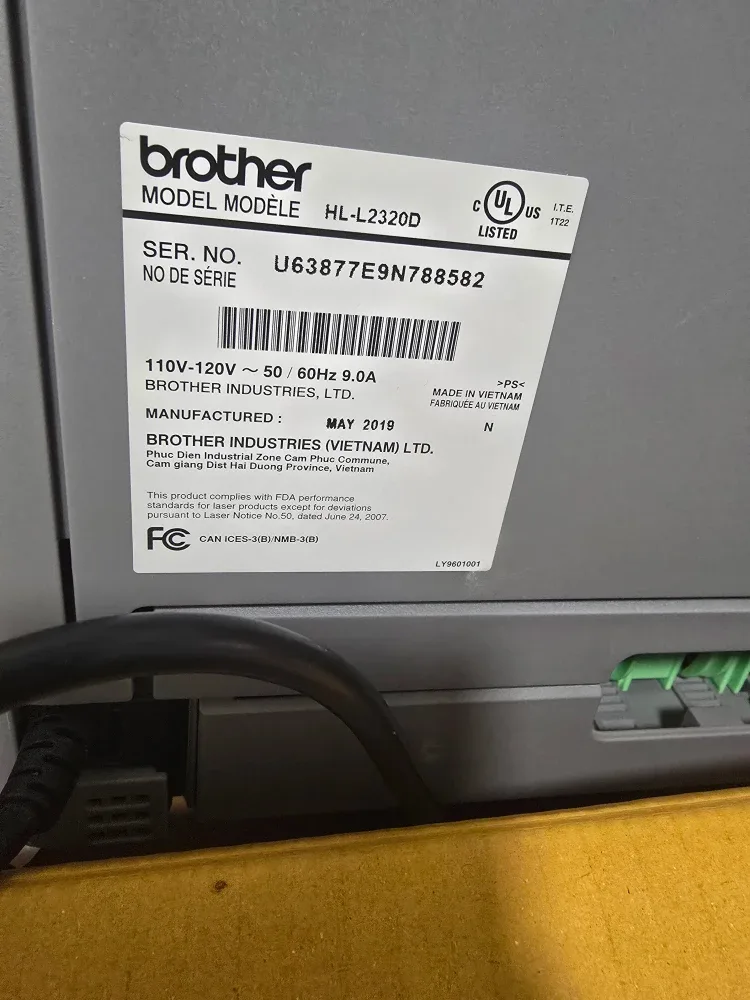 brother
MODEL MODÈLE HL-L2320D
C UL US I.T.E.
LISTED 1T22
SER. NO. U63877E9N788582
NO DE SÉRIE
110V-120V ~ 50 / 60Hz 9.0A
BROTHER INDUSTRIES, LTD.
>PS<
MADE IN VIETNAM
FABRIQUÉE AU VIETNAM
MANUFACTURED : MAY 2019 N
BROTHER INDUSTRIES (VIETNAM) LTD.
Phuc Dien Industrial Zone Cam Phuc Commune,
Cam giang Dist Hai Duong Province, Vietnam
This product complies with FDA performance
standards for laser products except for deviations
pursuant to Laser Notice No.50, dated June 24, 2007.
FC CAN ICES-3(B)/NMB-3(B)
LY9601001